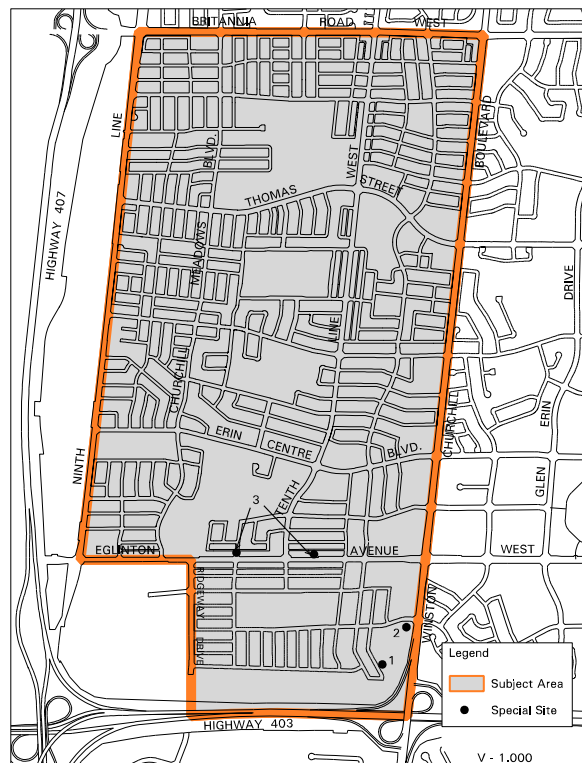 BRITANNIA ROAD WEST
LINE
BLVD.
WEST
BOULEVARD
THOMAS STREET
HIGHWAY 407
MEADOWS
DRIVE
LINE
CHURCHILL
CHURCHILL
ERIN CENTRE BLVD.
ERIN
NINTH
GLEN
3
TENTH
EGLINTON AVENUE WEST
RIDGEWAY DRIVE
WINSTON
2
1
HIGHWAY 403
Legend
Subject Area
Special Site
V - 1.000